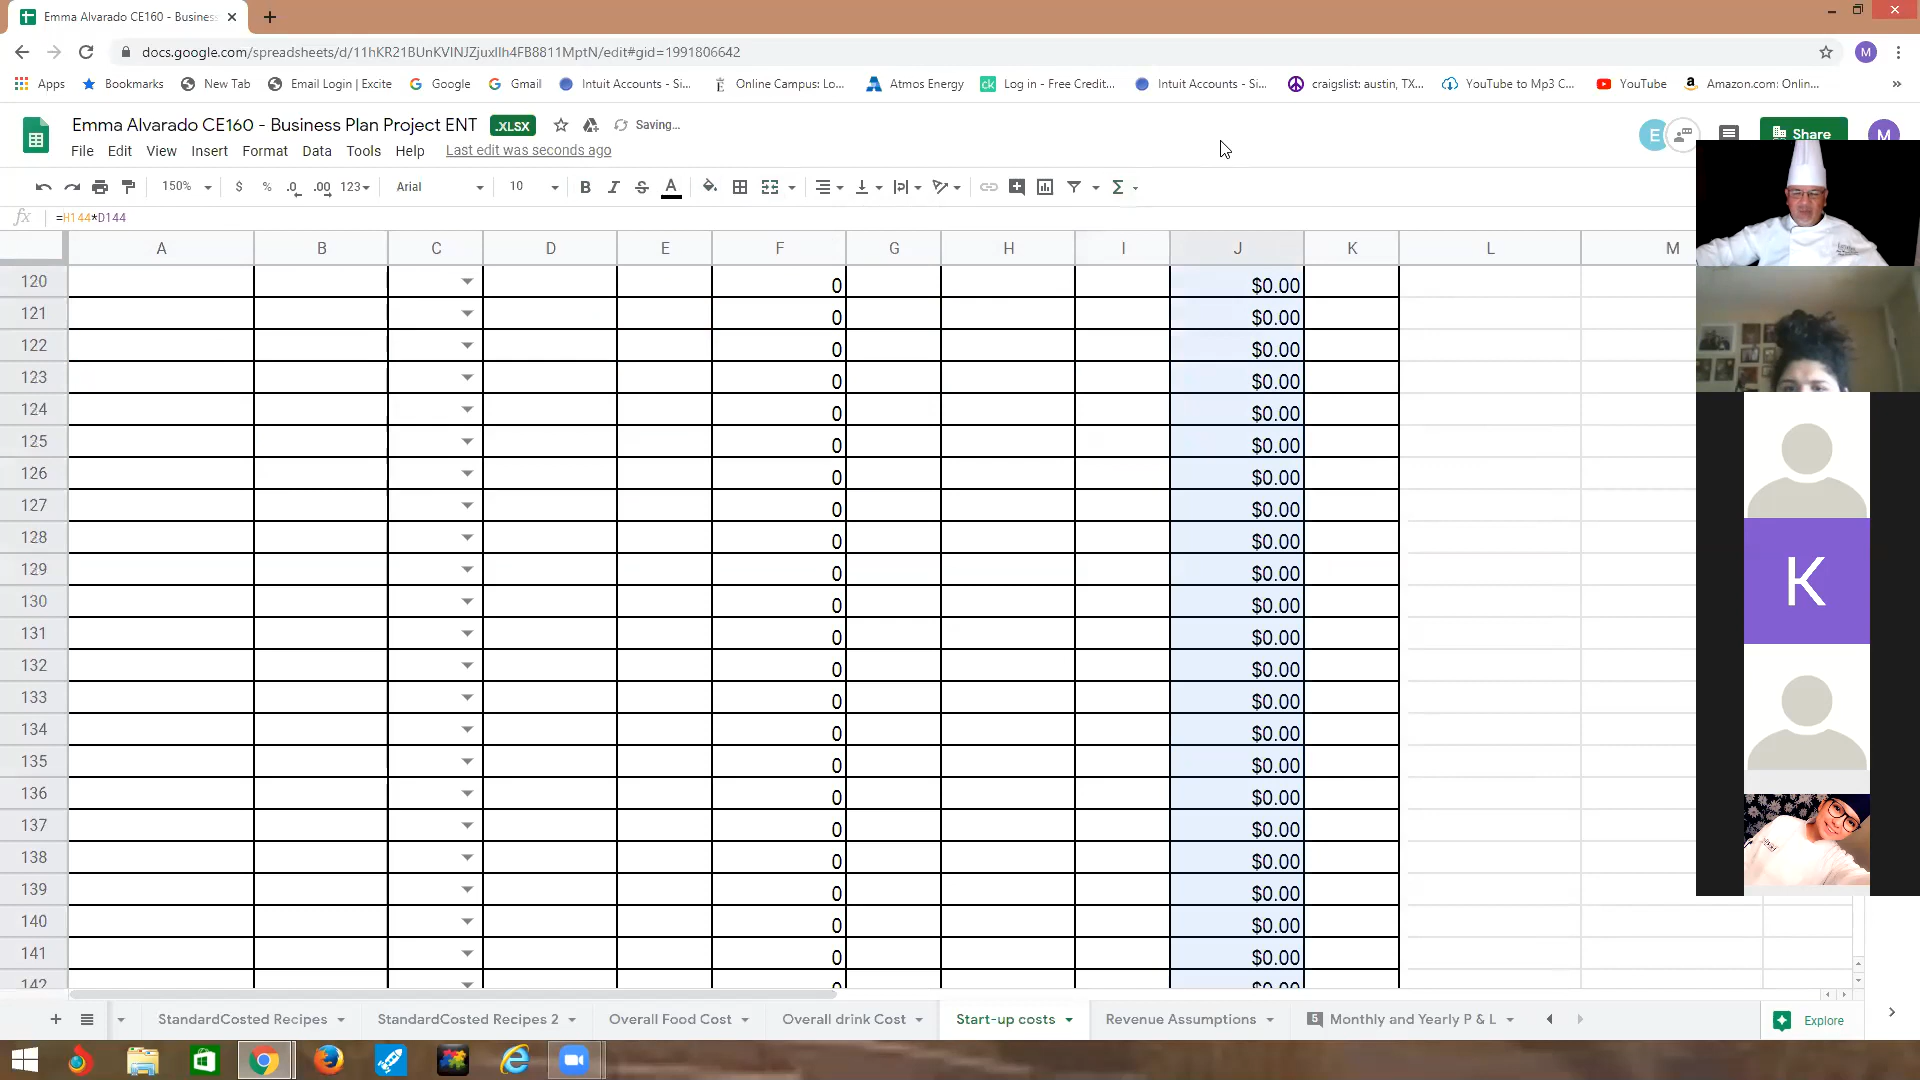 Emma Alvarado CE160 - Busines
docs.google.com/spreadsheets/d/11hKR21BUnKVINJZjuxlIh4FB8811MptN/edit#gid=1991806642
M
Apps
Bookmarks
New Tab
Email Login | Excite
Google
Gmail
Intuit Accounts - Si...
Online Campus: Lo...
Atmos Energy
ck Log in - Free Credit...
Intuit Accounts - Si...
craigslist: austin, TX...
YouTube to Mp3 C...
YouTube
Amazon.com: Onlin...
»
Emma Alvarado CE160 - Business Plan Project ENT .XLSX Saving...
E Share M
File Edit View Insert Format Data Tools Help Last edit was seconds ago
150% $ % .0 .00 123 Arial 10 B I S A Σ
fx =H144*D144
A B C D E F G H I J K L M
120 0 $0.00
121 0 $0.00
122 0 $0.00
123 0 $0.00
124 0 $0.00
125 0 $0.00
126 0 $0.00
127 0 $0.00
128 0 $0.00
129 0 $0.00
130 0 $0.00
131 0 $0.00
132 0 $0.00
133 0 $0.00
134 0 $0.00
135 0 $0.00
136 0 $0.00
137 0 $0.00
138 0 $0.00
139 0 $0.00
140 0 $0.00
141 0 $0.00
142 0 $0.00
K
+ StandardCosted Recipes StandardCosted Recipes 2 Overall Food Cost Overall drink Cost Start-up costs Revenue Assumptions 5 Monthly and Yearly P & L Explore